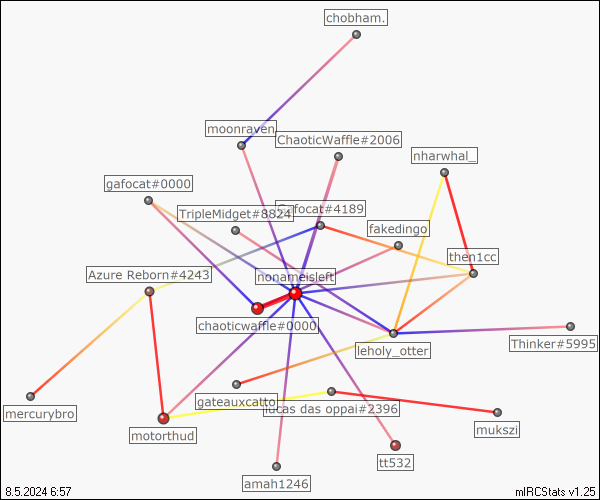 chobham.
moonraven
ChaoticWaffle#2006
nharwhal_
gafocat#0000
TripleMidget#8824
Gafocat#4189
fakedingo
then1cc
Azure Reborn#4243
nonameisleft
chaoticwaffle#0000
leholy_otter
Thinker#5995
mercurybro
gateauxcatto
lucas das oppai#2396
motorthud
mukszi
tt532
amah1246
8.5.2024 6:57
mIRCStats v1.25